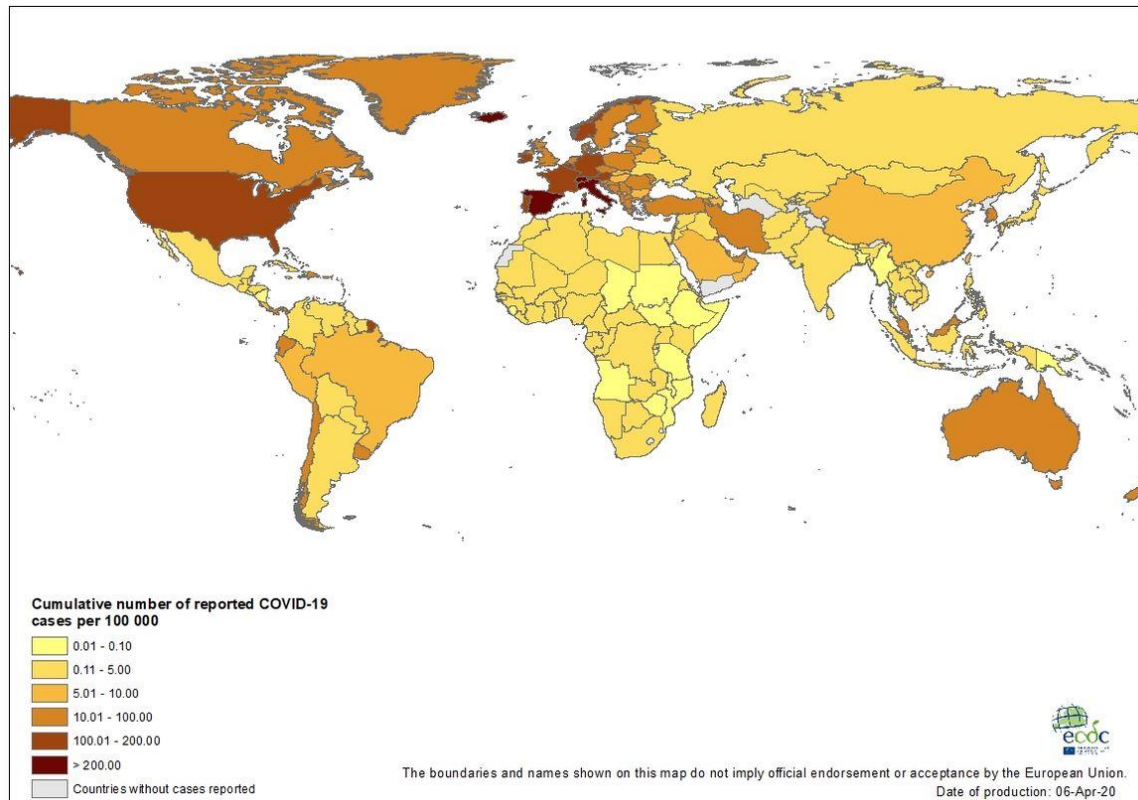 Cumulative number of reported COVID-19
cases per 100 000
0.01 - 0.10
0.11 - 5.00
5.01 - 10.00
10.01 - 100.00
100.01 - 200.00
> 200.00
Countries without cases reported
ecdc
The boundaries and names shown on this map do not imply official endorsement or acceptance by the European Union.
Date of production: 06-Apr-20